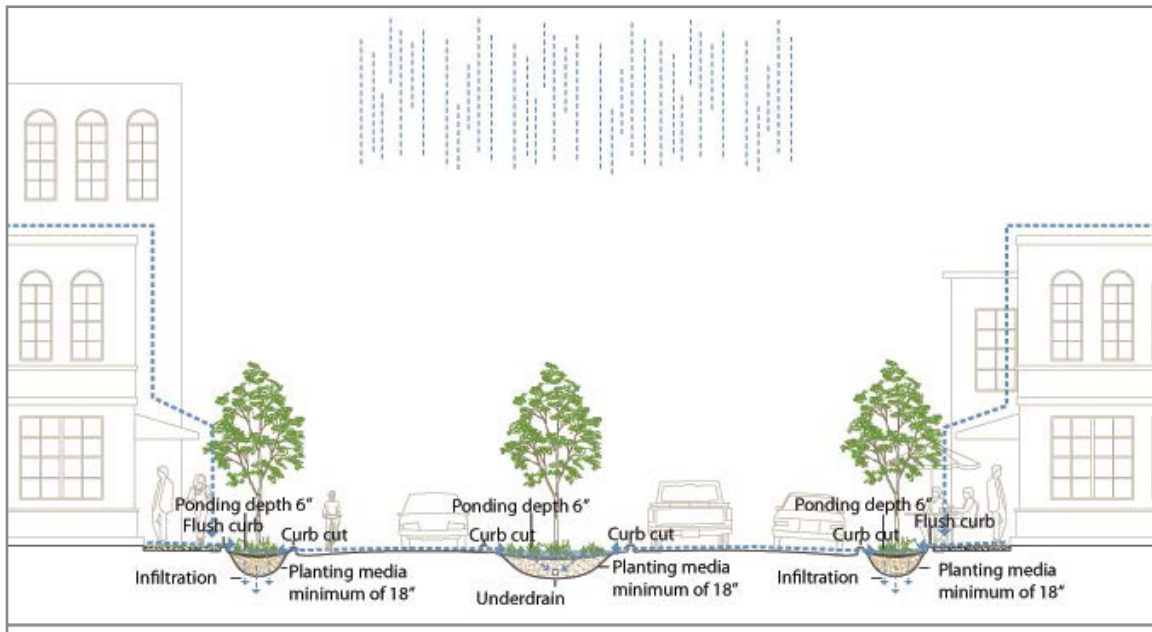 Ponding depth 6”
Flush curb
Curb cut
Infiltration
Planting media
minimum of 18”
Ponding depth 6”
Curb cut
Curb cut
Underdrain
Planting media
minimum of 18”
Ponding depth 6”
Curb cut
Flush curb
Infiltration
Planting media
minimum of 18”